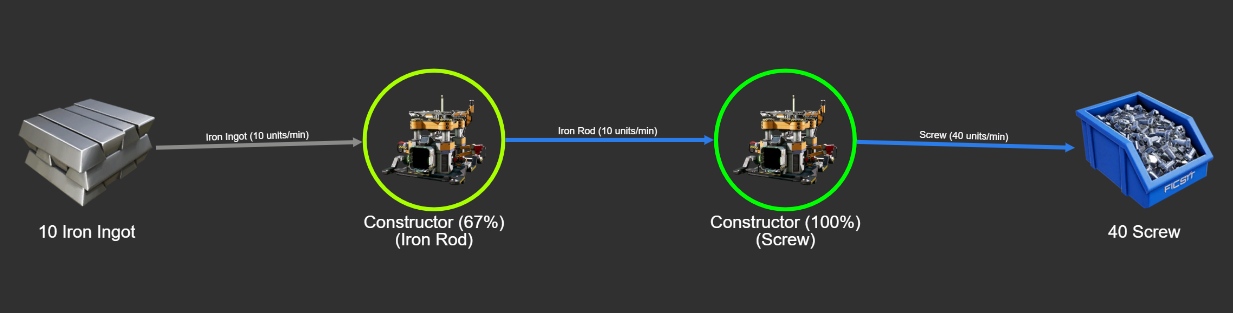 Iron Ingot (10 units/min)
Iron Rod (10 units/min)
Screw (40 units/min)
FICSIT
10 Iron Ingot
Constructor (67%)
(Iron Rod)
Constructor (100%)
(Screw)
40 Screw